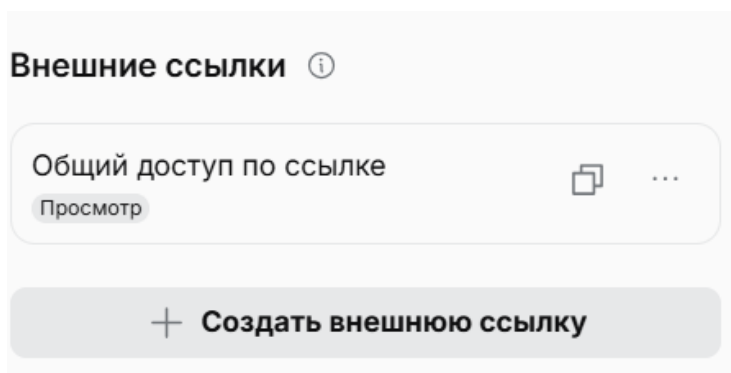 Внешние ссылки
Общий доступ по ссылке
Просмотр
Создать внешнюю ссылку